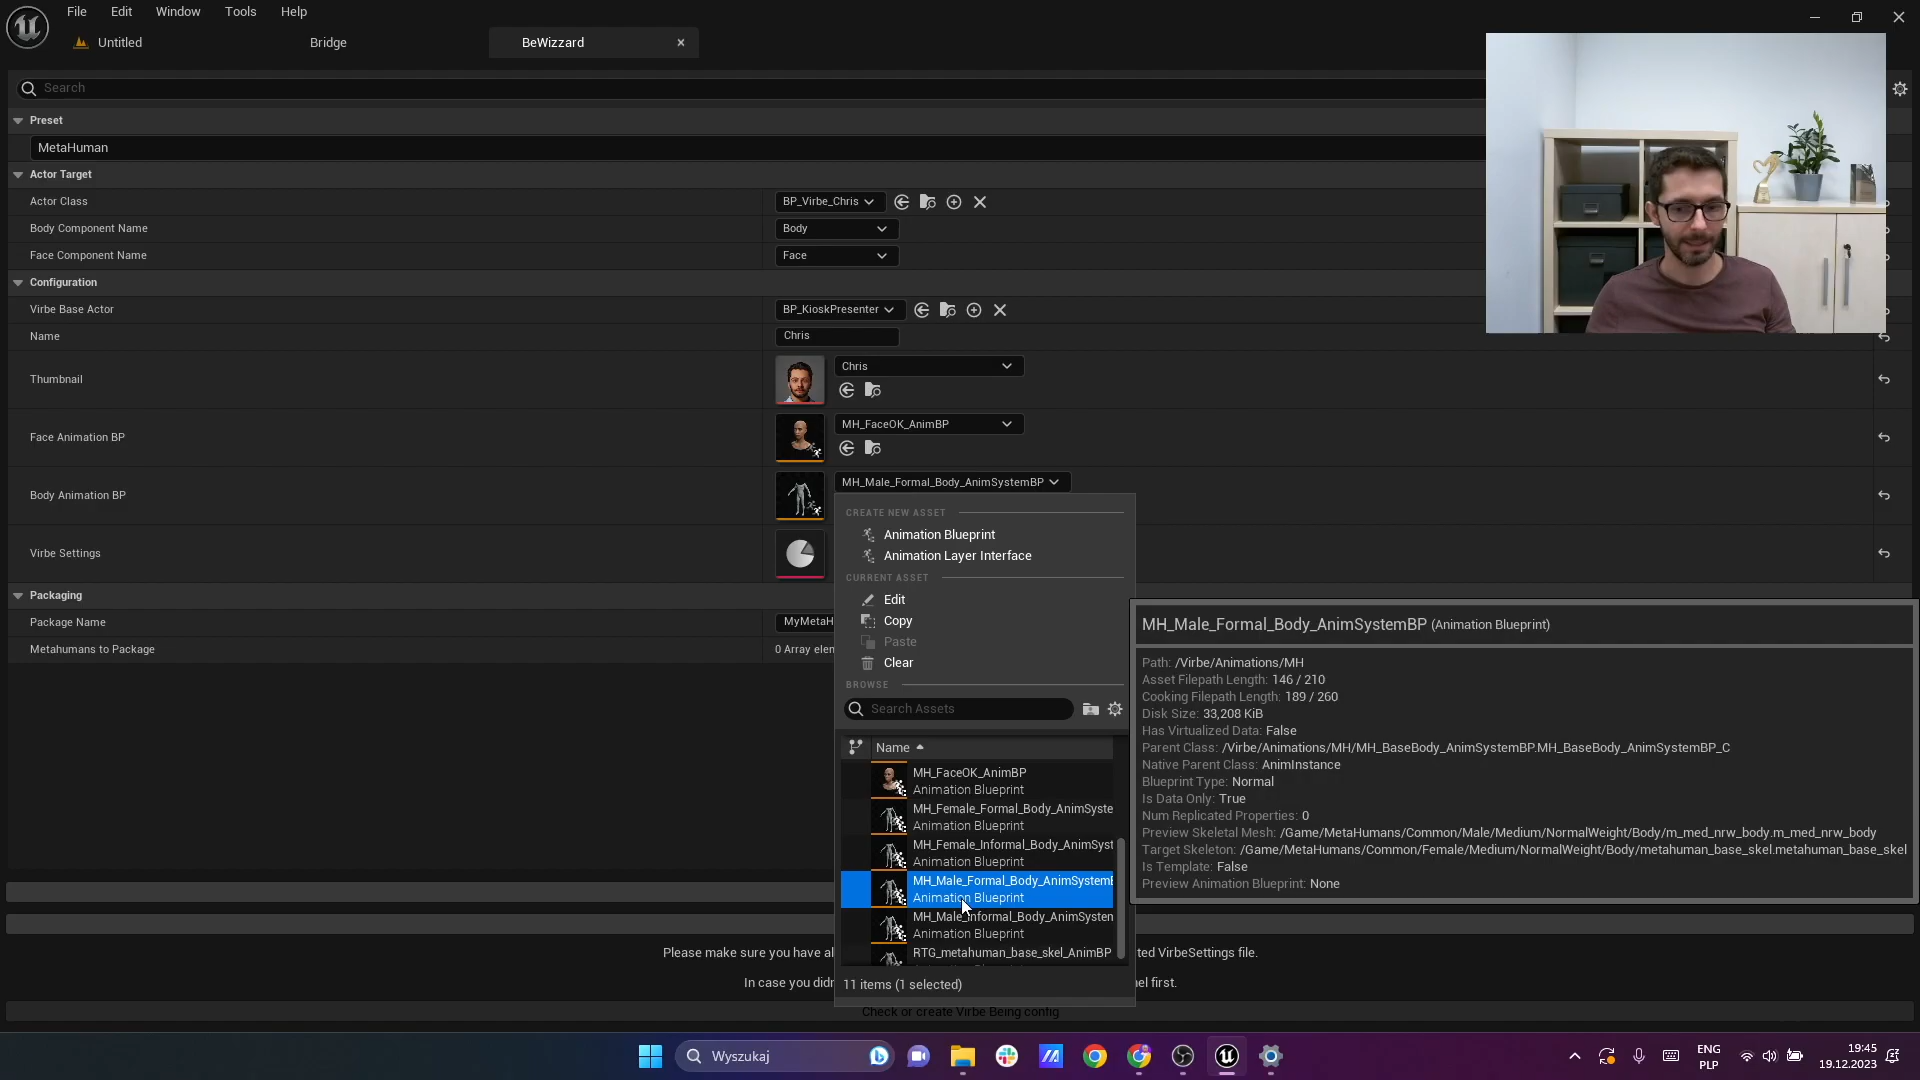 File Edit Window Tools Help
Untitled Bridge BeWizzard
Search
Preset
MetaHuman
Actor Target
Actor Class BP_Virbe_Chris
Body Component Name Body
Face Component Name Face
Configuration
Virbe Base Actor BP_KioskPresenter
Name Chris
Thumbnail Chris
Face Animation BP MH_FaceOK_AnimBP
Body Animation BP MH_Male_Formal_Body_AnimSystemBP
CREATE NEW ASSET
Animation Blueprint
Animation Layer Interface
Virbe Settings
CURRENT ASSET
Packaging
Edit
Package Name MyMetaH
Copy
Metahumans to Package 0 Array elen
Paste
Clear
BROWSE
Search Assets
Name
MH_FaceOK_AnimBP
Animation Blueprint
MH_Female_Formal_Body_AnimSyste
Animation Blueprint
MH_Female_Informal_Body_AnimSyst
Animation Blueprint
MH_Male_Formal_Body_AnimSystemB
Animation Blueprint
MH_Male_Informal_Body_AnimSystem
Animation Blueprint
RTG_metahuman_base_skel_AnimBP
11 items (1 selected)
MH_Male_Formal_Body_AnimSystemBP (Animation Blueprint)
Path: /Virbe/Animations/MH
Asset Filepath Length: 146 / 210
Cooking Filepath Length: 189 / 260
Disk Size: 33,208 KiB
Has Virtualized Data: False
Parent Class: /Virbe/Animations/MH/MH_BaseBody_AnimSystemBP.MH_BaseBody_AnimSystemBP_C
Native Parent Class: AnimInstance
Blueprint Type: Normal
Is Data Only: True
Num Replicated Properties: 0
Preview Skeletal Mesh: /Game/MetaHumans/Common/Male/Medium/NormalWeight/Body/m_med_nrw_body.m_med_nrw_body
Target Skeleton: /Game/MetaHumans/Common/Female/Medium/NormalWeight/Body/metahuman_base_skel.metahuman_base_skel
Is Template: False
Preview Animation Blueprint: None
Please make sure you have al ted VirbeSettings file.
In case you didn nel first.
Check or create Virbe Being config
Wyszukaj
ENG
PLP
19:45
19.12.2023